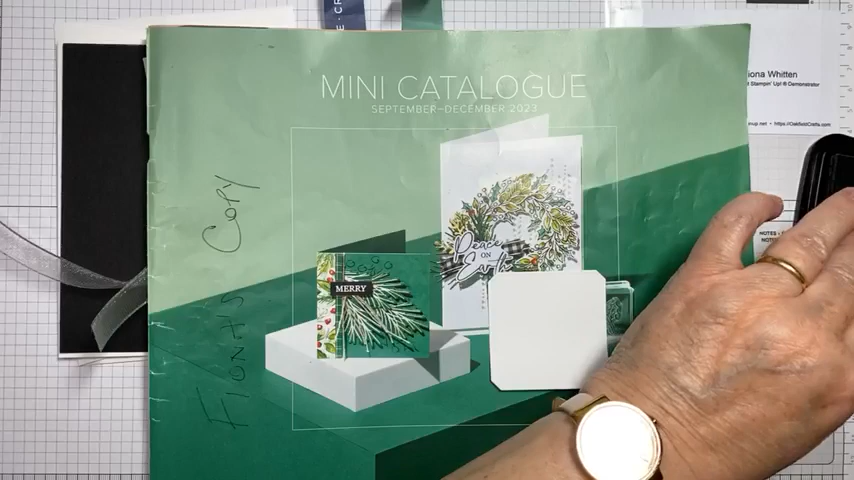 MINI CATALOGUE
SEPTEMBER–DECEMBER 2023
Peace
ON
Earth
MERRY
Fiona's Copy
iona Whitten
Stampin' Up! ® Demonstrator
https://OakBankCrafts.com
NOTES